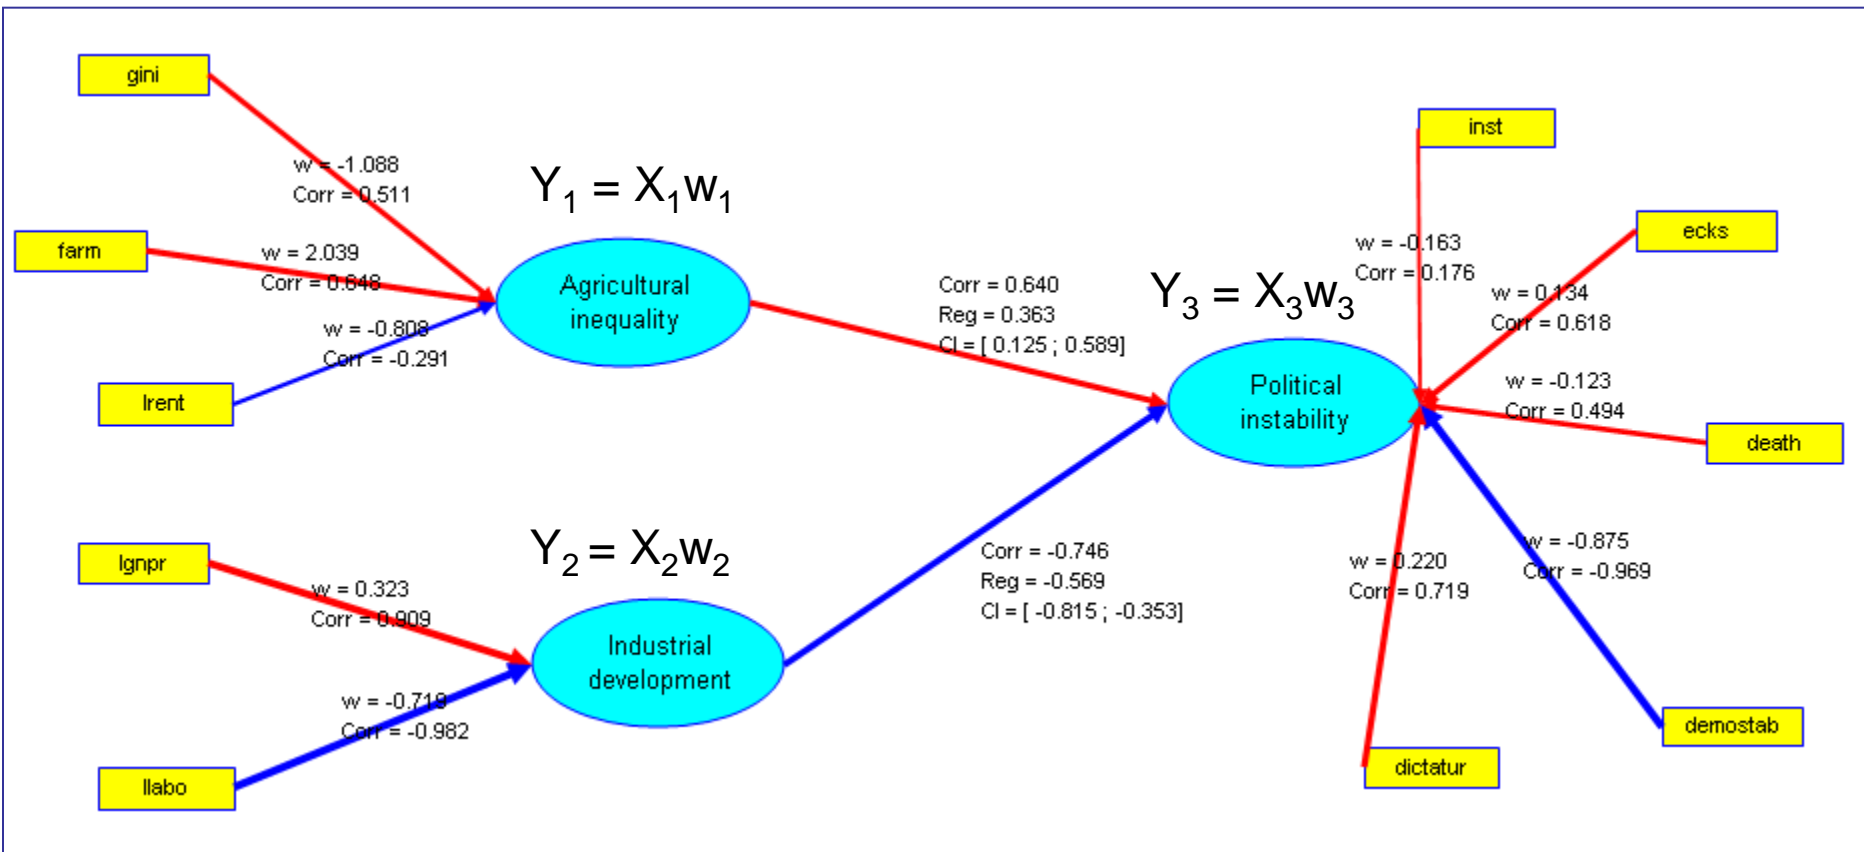 gini
w = -1.088
Corr = 0.511
farm
w = 2.039
Corr = 0.648
lrent
w = -0.808
Corr = -0.291
Y1 = X1w1
Agricultural
inequality
Corr = 0.640
Reg = 0.363
CI = [ 0.125 ; 0.589]
lgnpr
w = 0.323
Corr = 0.909
llabo
w = -0.719
Corr = -0.982
Y2 = X2w2
Industrial
development
Corr = -0.746
Reg = -0.569
CI = [ -0.815 ; -0.353]
Y3 = X3w3
Political
instability
inst
w = -0.163
Corr = 0.176
ecks
w = 0.134
Corr = 0.618
death
w = -0.123
Corr = 0.494
demostab
w = -0.875
Corr = -0.969
dictatur
w = 0.220
Corr = 0.719